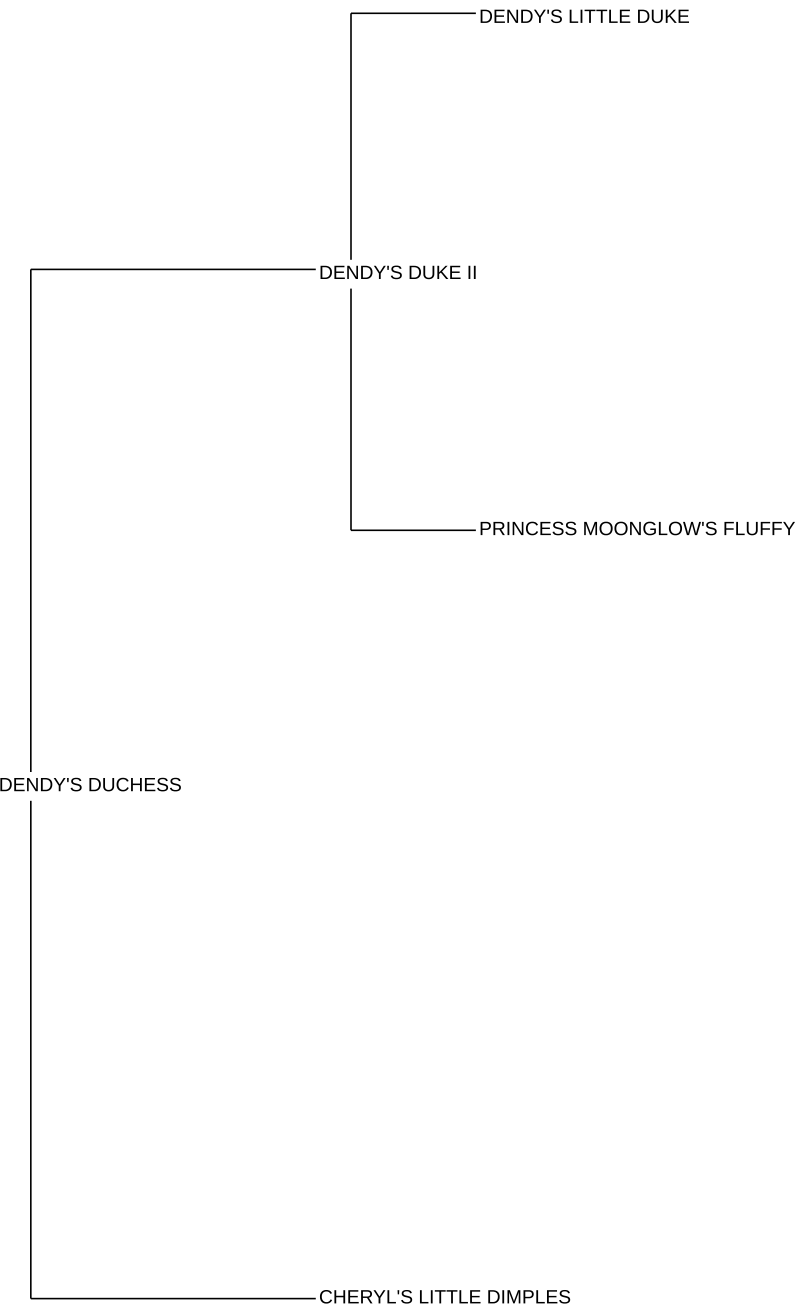 DENDY'S LITTLE DUKE
DENDY'S DUKE II
PRINCESS MOONGLOW'S FLUFFY
DENDY'S DUCHESS
CHERYL'S LITTLE DIMPLES